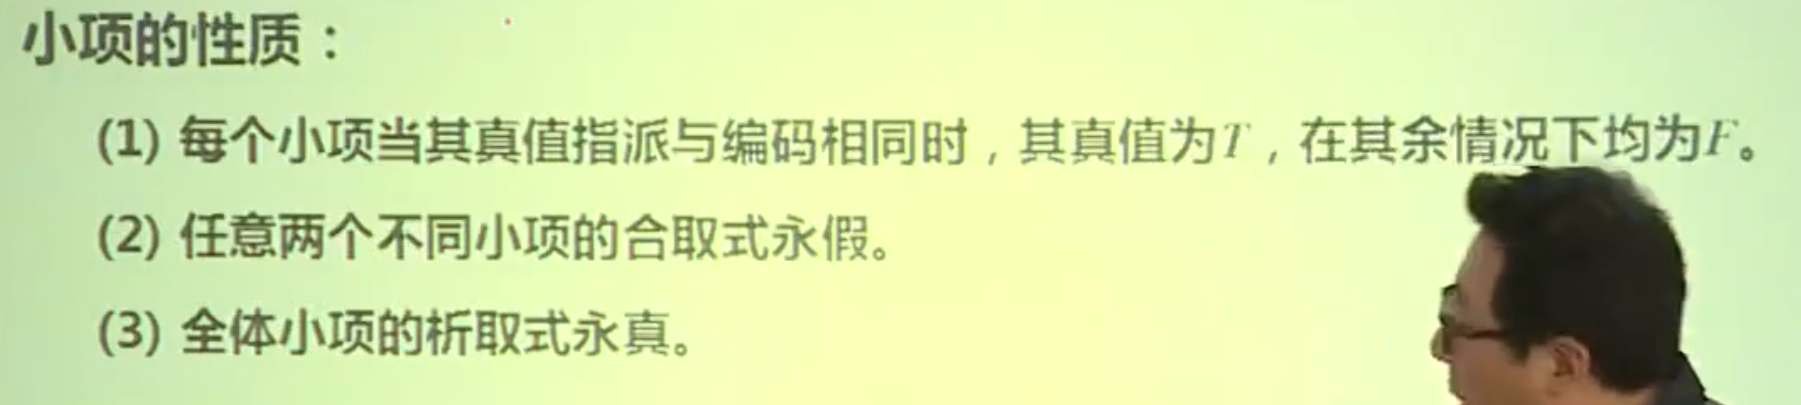 小项的性质：
(1) 每个小项当其真值指派与编码相同时，其真值为T，在其余情况下均为F。
(2) 任意两个不同小项的合取式永假。
(3) 全体小项的析取式永真。